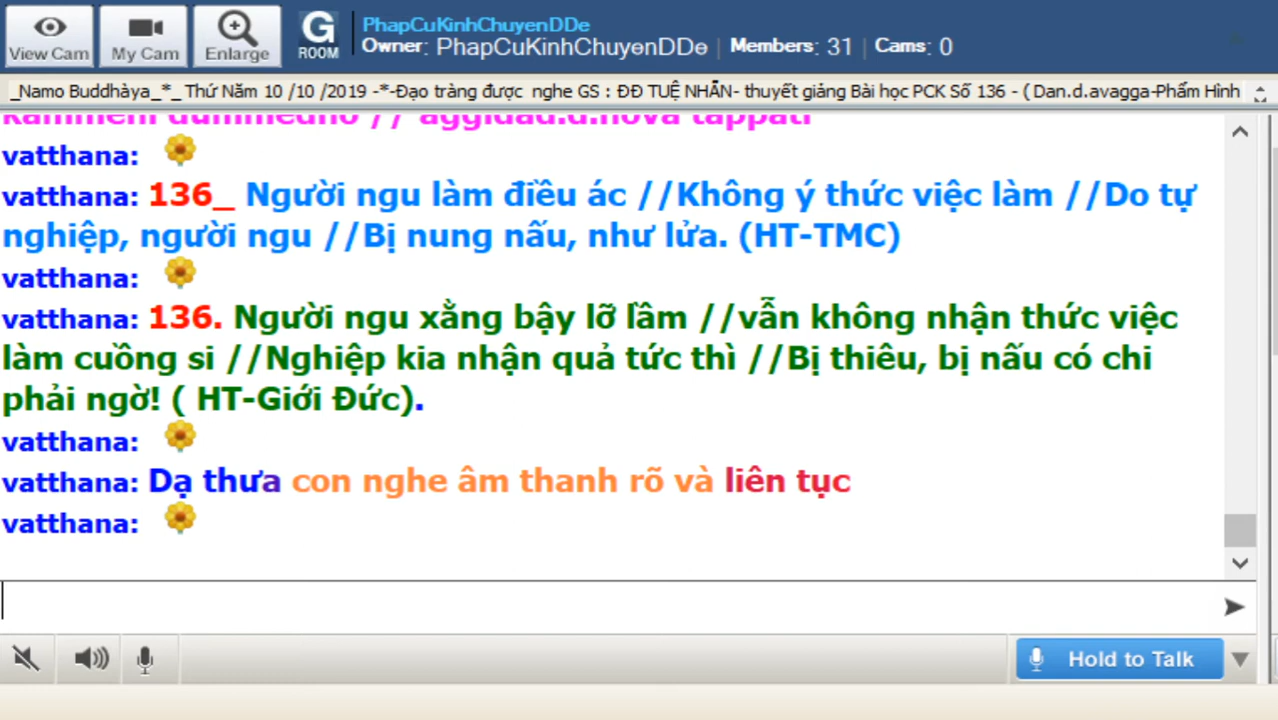 View Cam
My Cam
Enlarge
G
ROOM
PhapCuKinhChuyenDDe
Owner: PhapCuKinhChuyenDDe | Members: 31 | Cams: 0
_Namo Buddhàya_*_ Thứ Năm 10 /10 /2019 -*-Đạo tràng được nghe GS : ĐĐ TUỆ NHÃN- thuyết giảng Bài học PCK Số 136 - ( Dan.d.avagga-Phẩm Hình
kammehi dummedho // aggidad.d.hova tappati
vatthana:
vatthana: 136_ Người ngu làm điều ác //Không ý thức việc làm //Do tự
nghiệp, người ngu //Bị nung nấu, như lửa. (HT-TMC)
vatthana:
vatthana: 136. Người ngu xằng bậy lỡ lầm //vẫn không nhận thức việc
làm cuồng si //Nghiệp kia nhận quả tức thì //Bị thiêu, bị nấu có chi
phải ngờ! ( HT-Giới Đức).
vatthana:
vatthana: Dạ thưa con nghe âm thanh rõ và liên tục
vatthana:
Hold to Talk